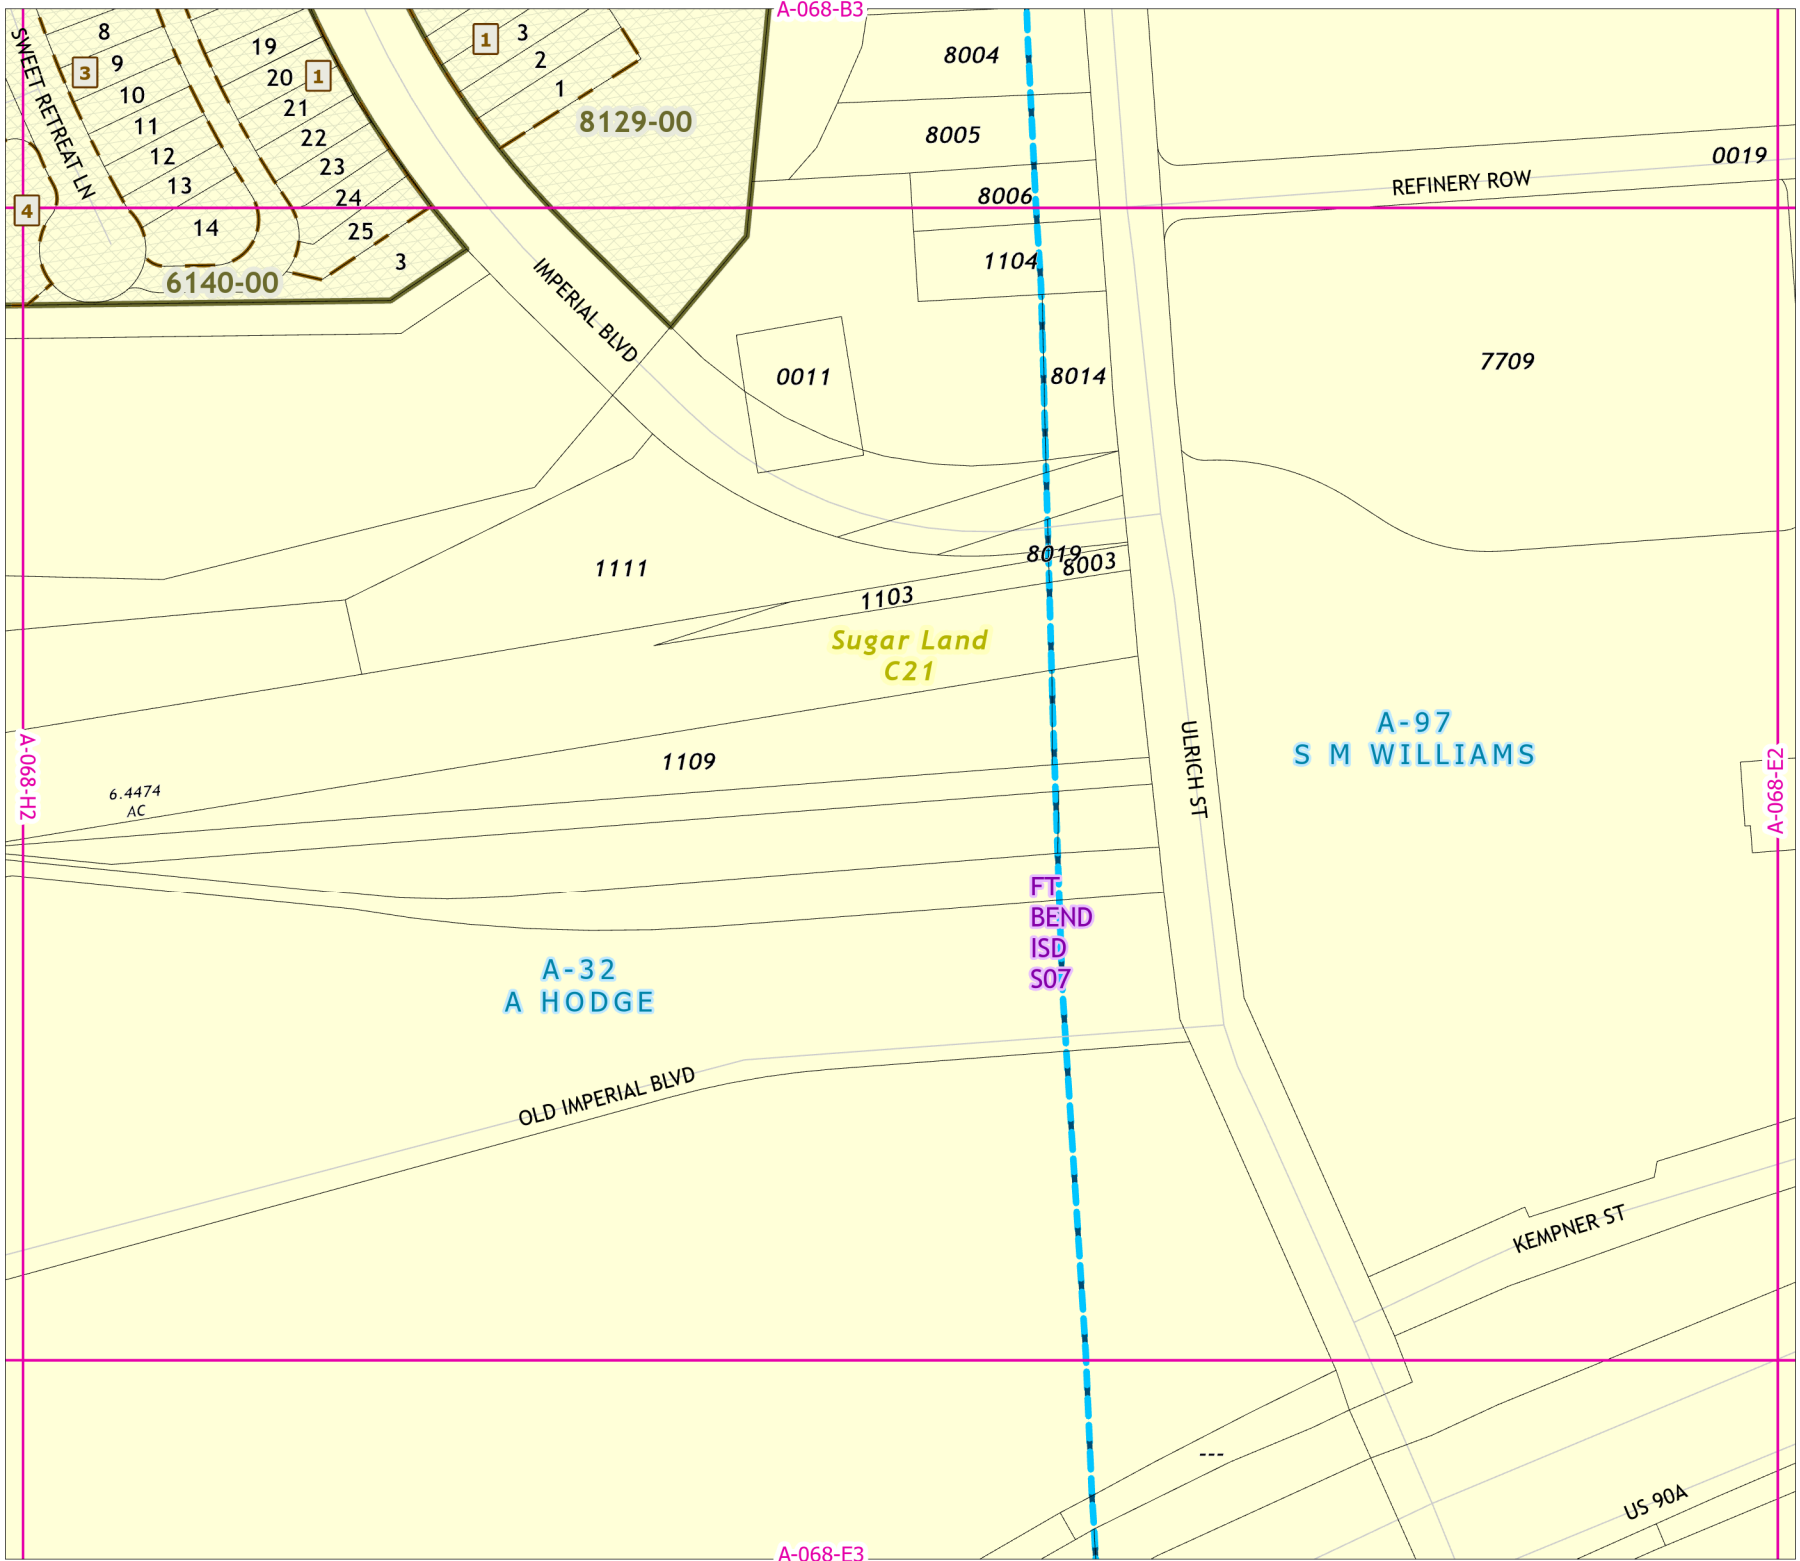 A-068-B3
8
9
10
11
12
13
14
3
4
SWEET RETREAT LN
19
20
21
22
23
24
25
3
1
6140-00
1
3
2
1
8129-00
8004
8005
8006
1104
REFINERY ROW
0019
IMPERIAL BLVD
0011
8014
7709
1111
8019
8003
1103
Sugar Land
C21
1109
6.4474
AC
A-068-H2
ULRICH ST
A-97
S M WILLIAMS
A-068-E2
FT
BEND
ISD
S07
A-32
A HODGE
OLD IMPERIAL BLVD
KEMPNER ST
---
US 90A
A-068-E3